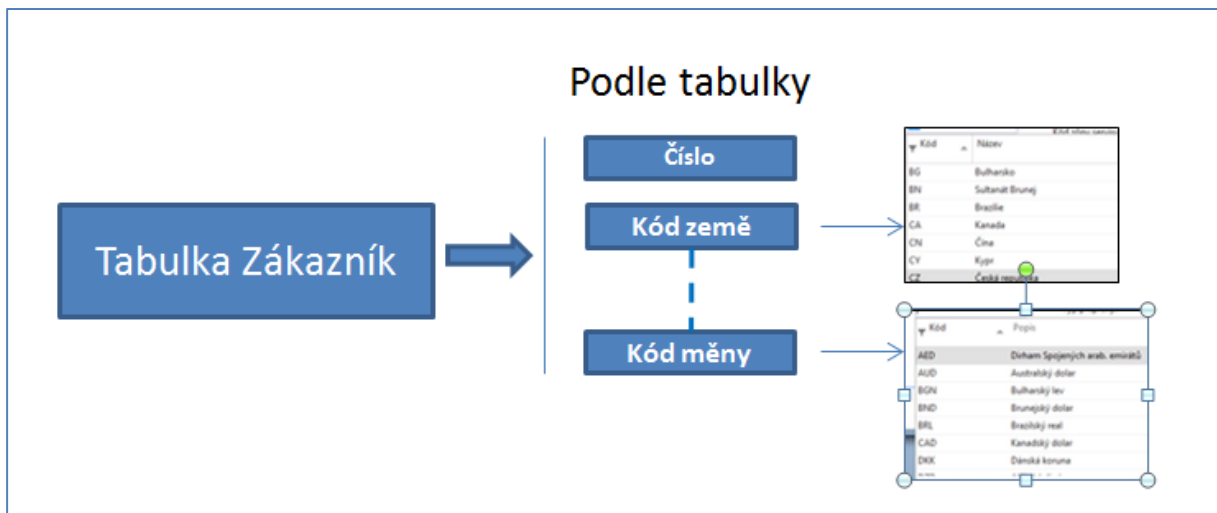 Podle tabulky
Tabulka Zákazník
Číslo
Kód země
Kód měny
Kód Název
BG Bulharsko
BN Sultanát Brunej
BR Brazílie
CA Kanada
CN Čína
CY Kypr
CZ Česká republika
Kód Popis
AED Dirham Spojených arab. emirátů
AUD Australský dolar
BGN Bulharský lev
BND Brunejský dolar
BRL Brazilský real
CAD Kanadský dolar
DKK Dánská koruna